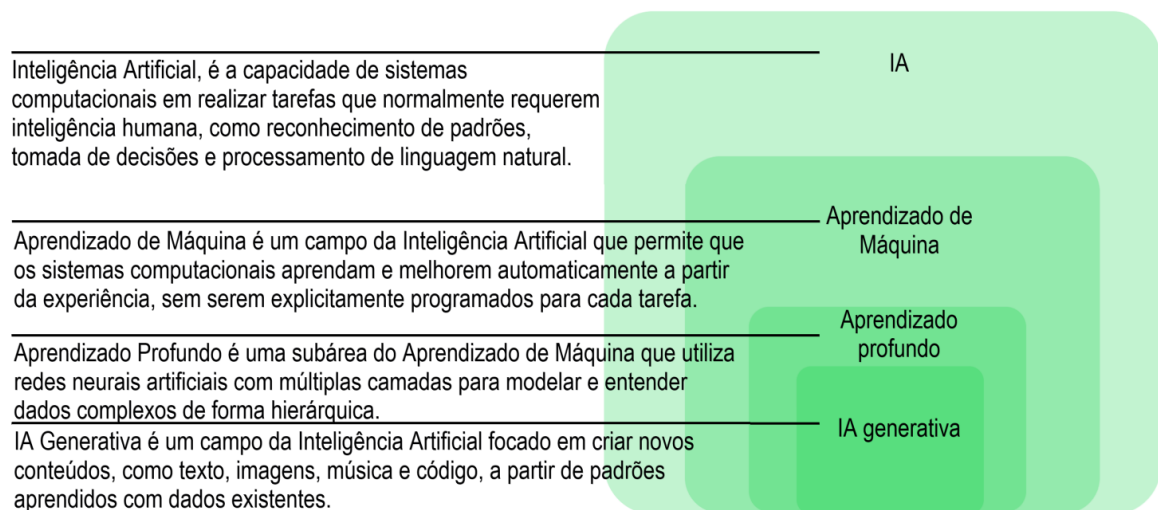 IA
Inteligência Artificial, é a capacidade de sistemas
computacionais em realizar tarefas que normalmente requerem
inteligência humana, como reconhecimento de padrões,
tomada de decisões e processamento de linguagem natural.
Aprendizado de
Máquina
Aprendizado de Máquina é um campo da Inteligência Artificial que permite que
os sistemas computacionais aprendam e melhorem automaticamente a partir
da experiência, sem serem explicitamente programados para cada tarefa.
Aprendizado
profundo
Aprendizado Profundo é uma subárea do Aprendizado de Máquina que utiliza
redes neurais artificiais com múltiplas camadas para modelar e entender
dados complexos de forma hierárquica.
IA generativa
IA Generativa é um campo da Inteligência Artificial focado em criar novos
conteúdos, como texto, imagens, música e código, a partir de padrões
aprendidos com dados existentes.